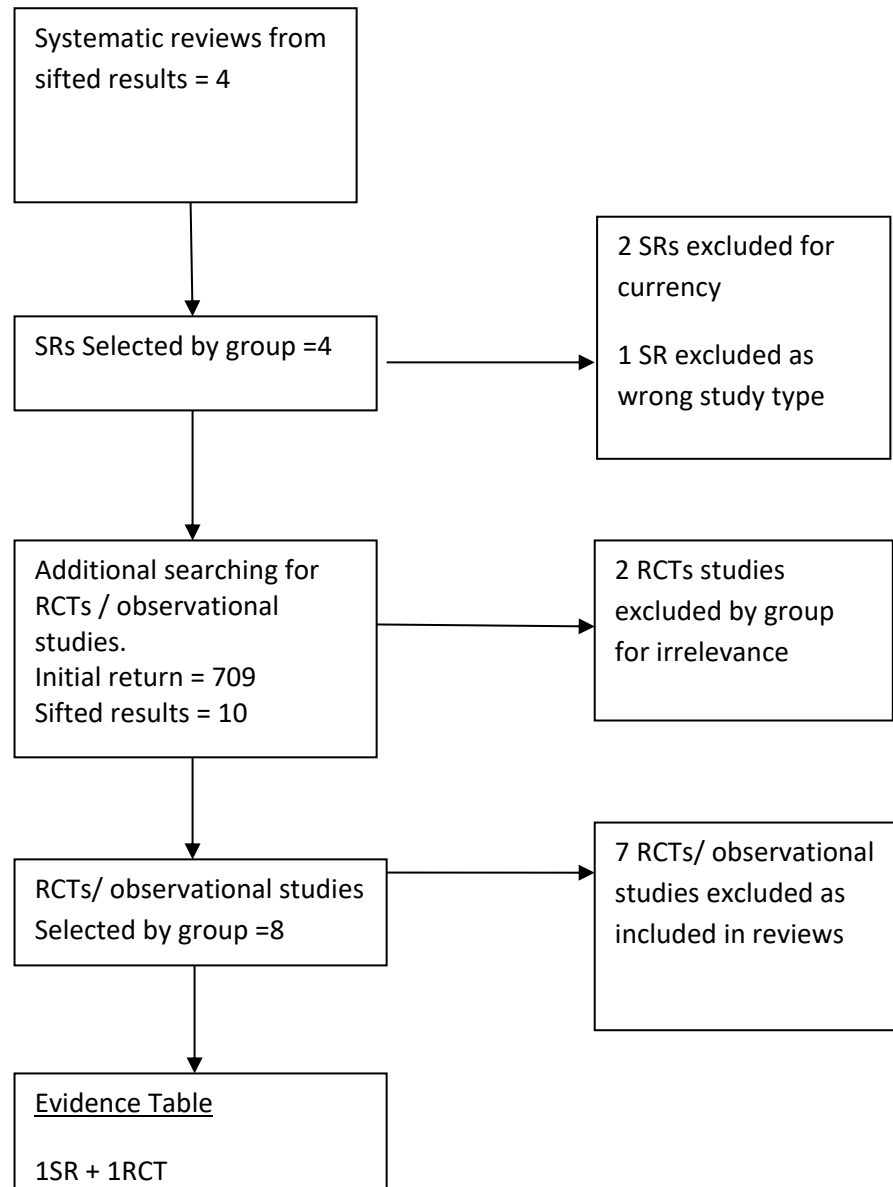 Systematic reviews from
sifted results = 4
2 SRs excluded for
currency
1 SR excluded as
wrong study type
SRs Selected by group =4
Additional searching for
RCTs / observational
studies.
Initial return = 709
Sifted results = 10
2 RCTs studies
excluded by group
for irrelevance
RCTs/ observational studies
Selected by group =8
7 RCTs/ observational
studies excluded as
included in reviews
Evidence Table
1SR + 1RCT